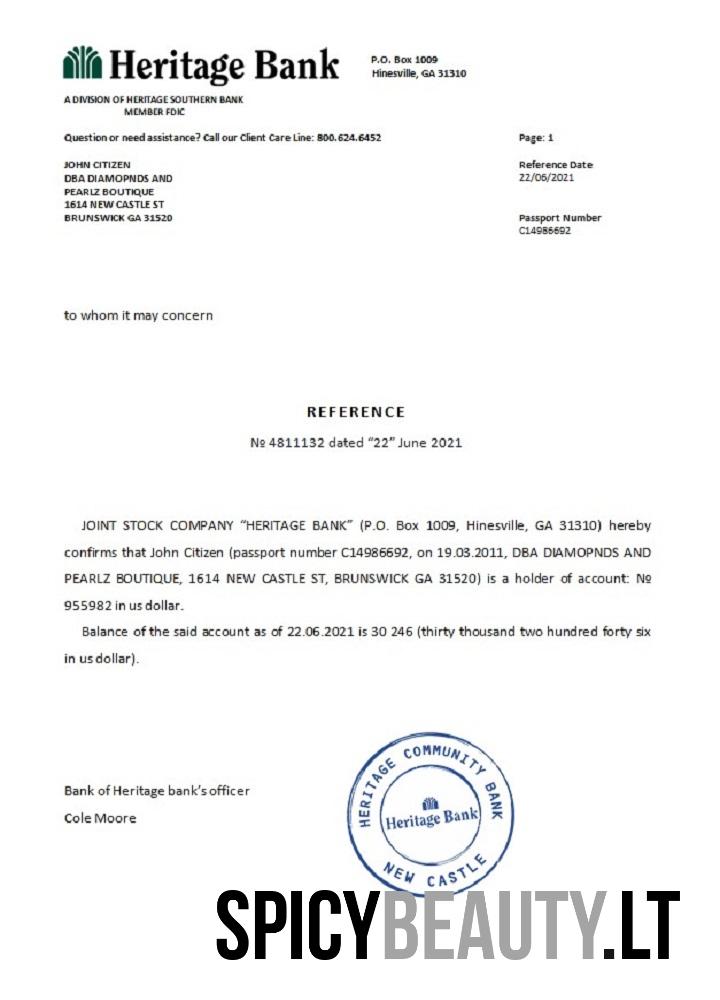 Heritage Bank
P.O. Box 1009
Hinesville, GA 31310
A DIVISION OF HERITAGE SOUTHERN BANK
MEMBER FDIC
Question or need assistance? Call our Client Care Line: 800.624.6452
Page: 1
JOHN CITIZEN
DBA DIAMOPNDS AND
PEARLZ BOUTIQUE
1614 NEW CASTLE ST
BRUNSWICK GA 31520
Reference Date
22/06/2021
Passport Number
C14986692
to whom it may concern
REFERENCE
№ 4811132 dated “22” June 2021
JOINT STOCK COMPANY “HERITAGE BANK” (P.O. Box 1009, Hinesville, GA 31310) hereby
confirms that John Citizen (passport number C14986692, on 19.03.2011, DBA DIAMOPNDS AND
PEARLZ BOUTIQUE, 1614 NEW CASTLE ST, BRUNSWICK GA 31520) is a holder of account: №
955982 in us dollar.
Balance of the said account as of 22.06.2021 is 30 246 (thirty thousand two hundred forty six
in us dollar).
Bank of Heritage bank’s officer
Cole Moore
HERITAGE COMMUNITY BANK
Heritage Bank
NEW CASTLE
SPICYBEAUTY.LT